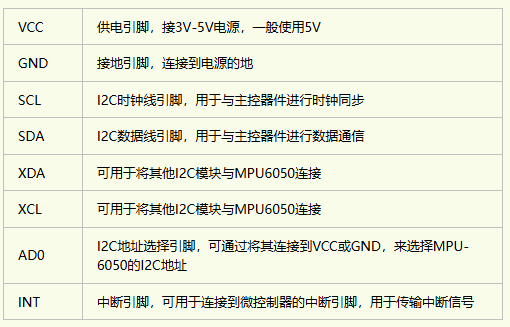 VCC 供电引脚，接3V-5V电源，一般使用5V
GND 接地引脚，连接到电源的地
SCL I2C时钟线引脚，用于与主控器件进行时钟同步
SDA I2C数据线引脚，用于与主控器件进行数据通信
XDA 可用于将其他I2C模块与MPU6050连接
XCL 可用于将其他I2C模块与MPU6050连接
AD0 I2C地址选择引脚，可通过将其连接到VCC或GND，来选择MPU-
6050的I2C地址
INT 中断引脚，可用于连接到微控制器的中断引脚，用于传输中断信号